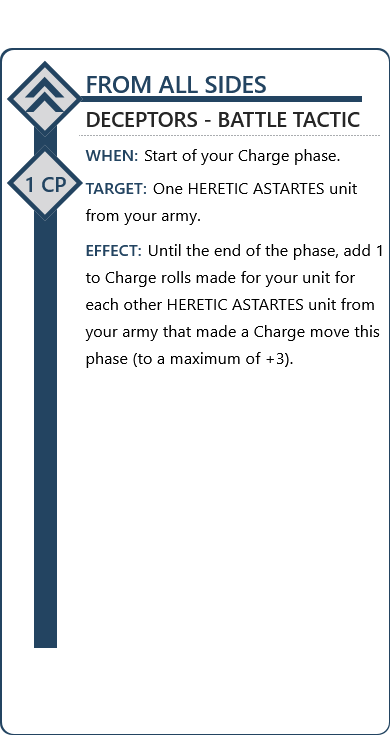 FROM ALL SIDES
DECEPTORS - BATTLE TACTIC
WHEN: Start of your Charge phase.
1 CP
TARGET: One HERETIC ASTARTES unit
from your army.
EFFECT: Until the end of the phase, add 1
to Charge rolls made for your unit for
each other HERETIC ASTARTES unit from
your army that made a Charge move this
phase (to a maximum of +3).